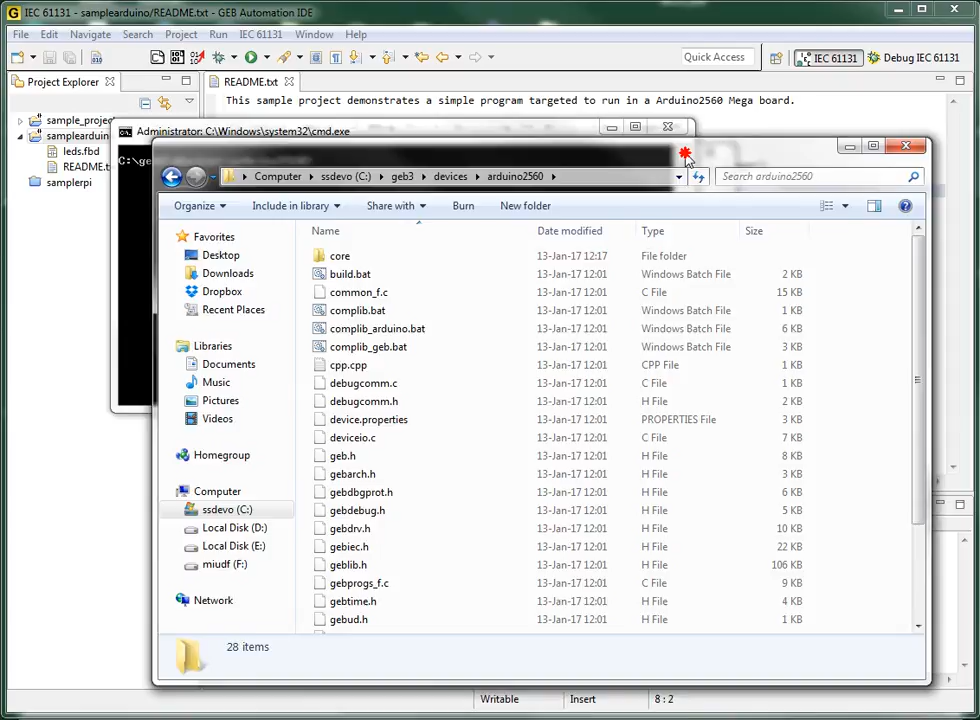 IEC 61131 - samplearduino/README.txt - GEB Automation IDE
File Edit Navigate Search Project Run IEC 61131 Window Help
Quick Access IEC 61131 Debug IEC 61131
Project Explorer README.txt
This sample project demonstrates a simple program targeted to run in a Arduino2560 Mega board.
sample_projec
samplearduin
leds.fbd
README.t
samplerpi
Administrator: C:\Windows\system32\cmd.exe
Computer ssdevo (C:) geb3 devices arduino2560 Search arduino2560
Organize Include in library Share with Burn New folder
Name Date modified Type Size
Favorites
Desktop
Downloads
Dropbox
Recent Places
Libraries
Documents
Music
Pictures
Videos
Homegroup
Computer
ssdevo (C:)
Local Disk (D:)
Local Disk (E:)
miudf (F:)
Network
core 13-Jan-17 12:17 File folder
build.bat 13-Jan-17 12:01 Windows Batch File 2 KB
common_f.c 13-Jan-17 12:01 C File 15 KB
complib.bat 13-Jan-17 12:01 Windows Batch File 1 KB
complib_arduino.bat 13-Jan-17 12:01 Windows Batch File 6 KB
complib_geb.bat 13-Jan-17 12:01 Windows Batch File 3 KB
cpp.cpp 13-Jan-17 12:01 CPP File 1 KB
debugcomm.c 13-Jan-17 12:01 C File 1 KB
debugcomm.h 13-Jan-17 12:01 H File 2 KB
device.properties 13-Jan-17 12:01 PROPERTIES File 3 KB
deviceio.c 13-Jan-17 12:01 C File 7 KB
geb.h 13-Jan-17 12:01 H File 8 KB
gebarch.h 13-Jan-17 12:01 H File 3 KB
gebdbgprot.h 13-Jan-17 12:01 H File 6 KB
gebdebug.h 13-Jan-17 12:01 H File 5 KB
gebdrv.h 13-Jan-17 12:01 H File 10 KB
gebiec.h 13-Jan-17 12:01 H File 22 KB
geblib.h 13-Jan-17 12:01 H File 106 KB
gebprogs_f.c 13-Jan-17 12:01 C File 9 KB
gebtime.h 13-Jan-17 12:01 H File 4 KB
gebud.h 13-Jan-17 12:01 H File 1 KB
28 items
Writable Insert 8 : 2